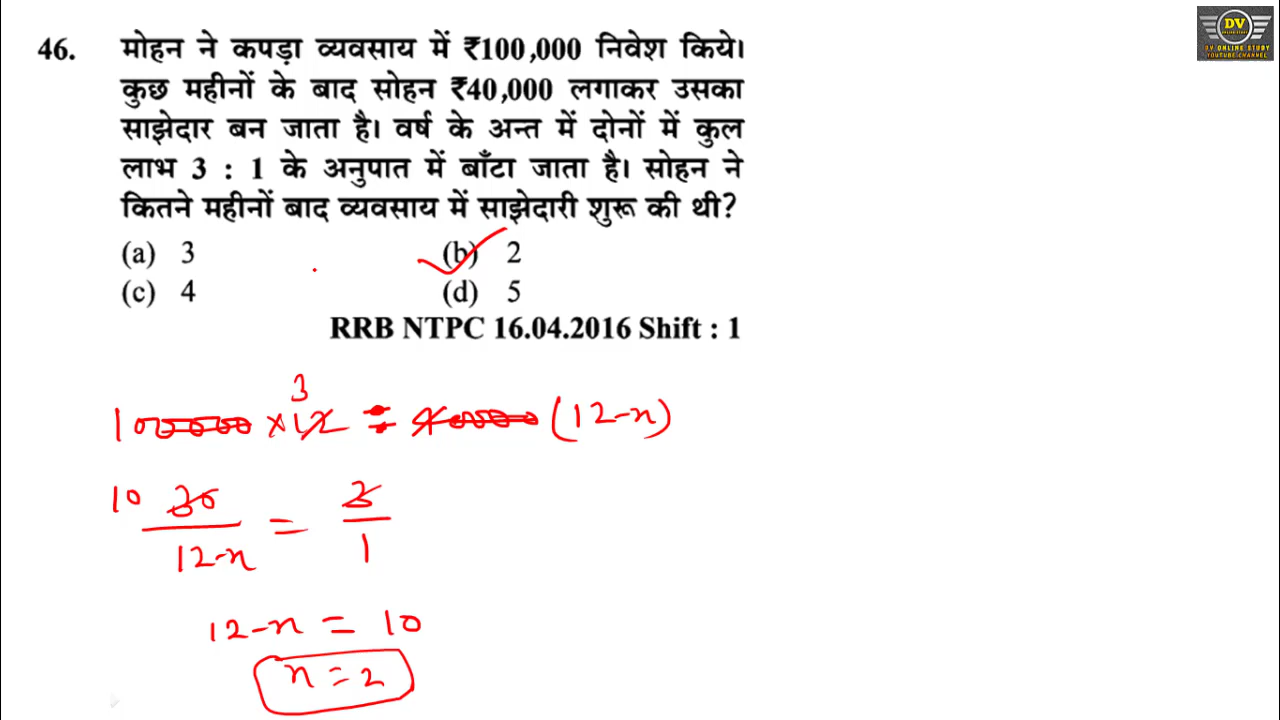 46. मोहन ने कपड़ा व्यवसाय में ₹100,000 निवेश किये।
कुछ महीनों के बाद सोहन ₹40,000 लगाकर उसका
साझेदार बन जाता है। वर्ष के अन्त में दोनों में कुल
लाभ 3 : 1 के अनुपात में बाँटा जाता है। सोहन ने
कितने महीनों बाद व्यवसाय में साझेदारी शुरू की थी?
(a) 3 (b) 2
(c) 4 (d) 5
RRB NTPC 16.04.2016 Shift : 1
DV
DV ONLINE STUDY
YOUTUBE CHANNEL
3
100000 × 12 : 40000 (12-n)
10 30/12-n = 3/1
12-n = 10
n = 2